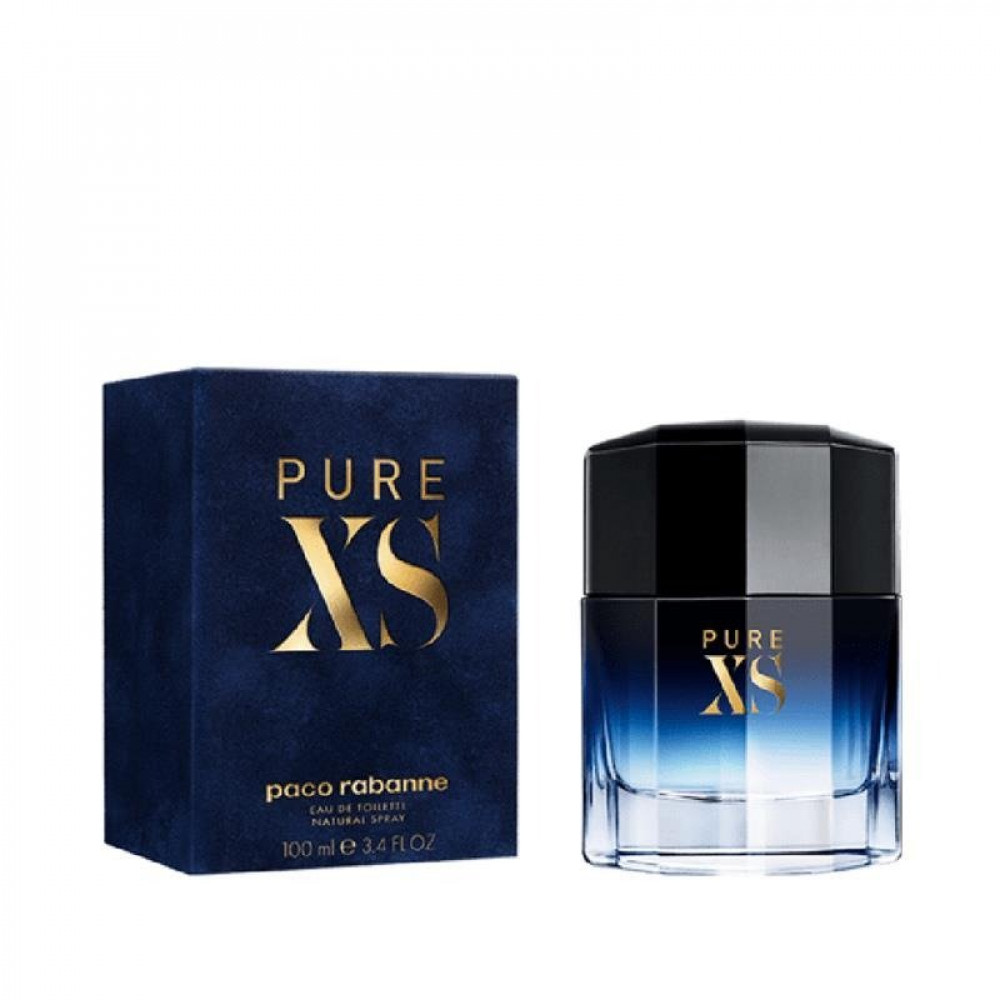 PURE
XS
paco rabanne
EAU DE TOILETTE
NATURAL SPRAY
100 ml e 3.4 FL OZ
PURE
XS